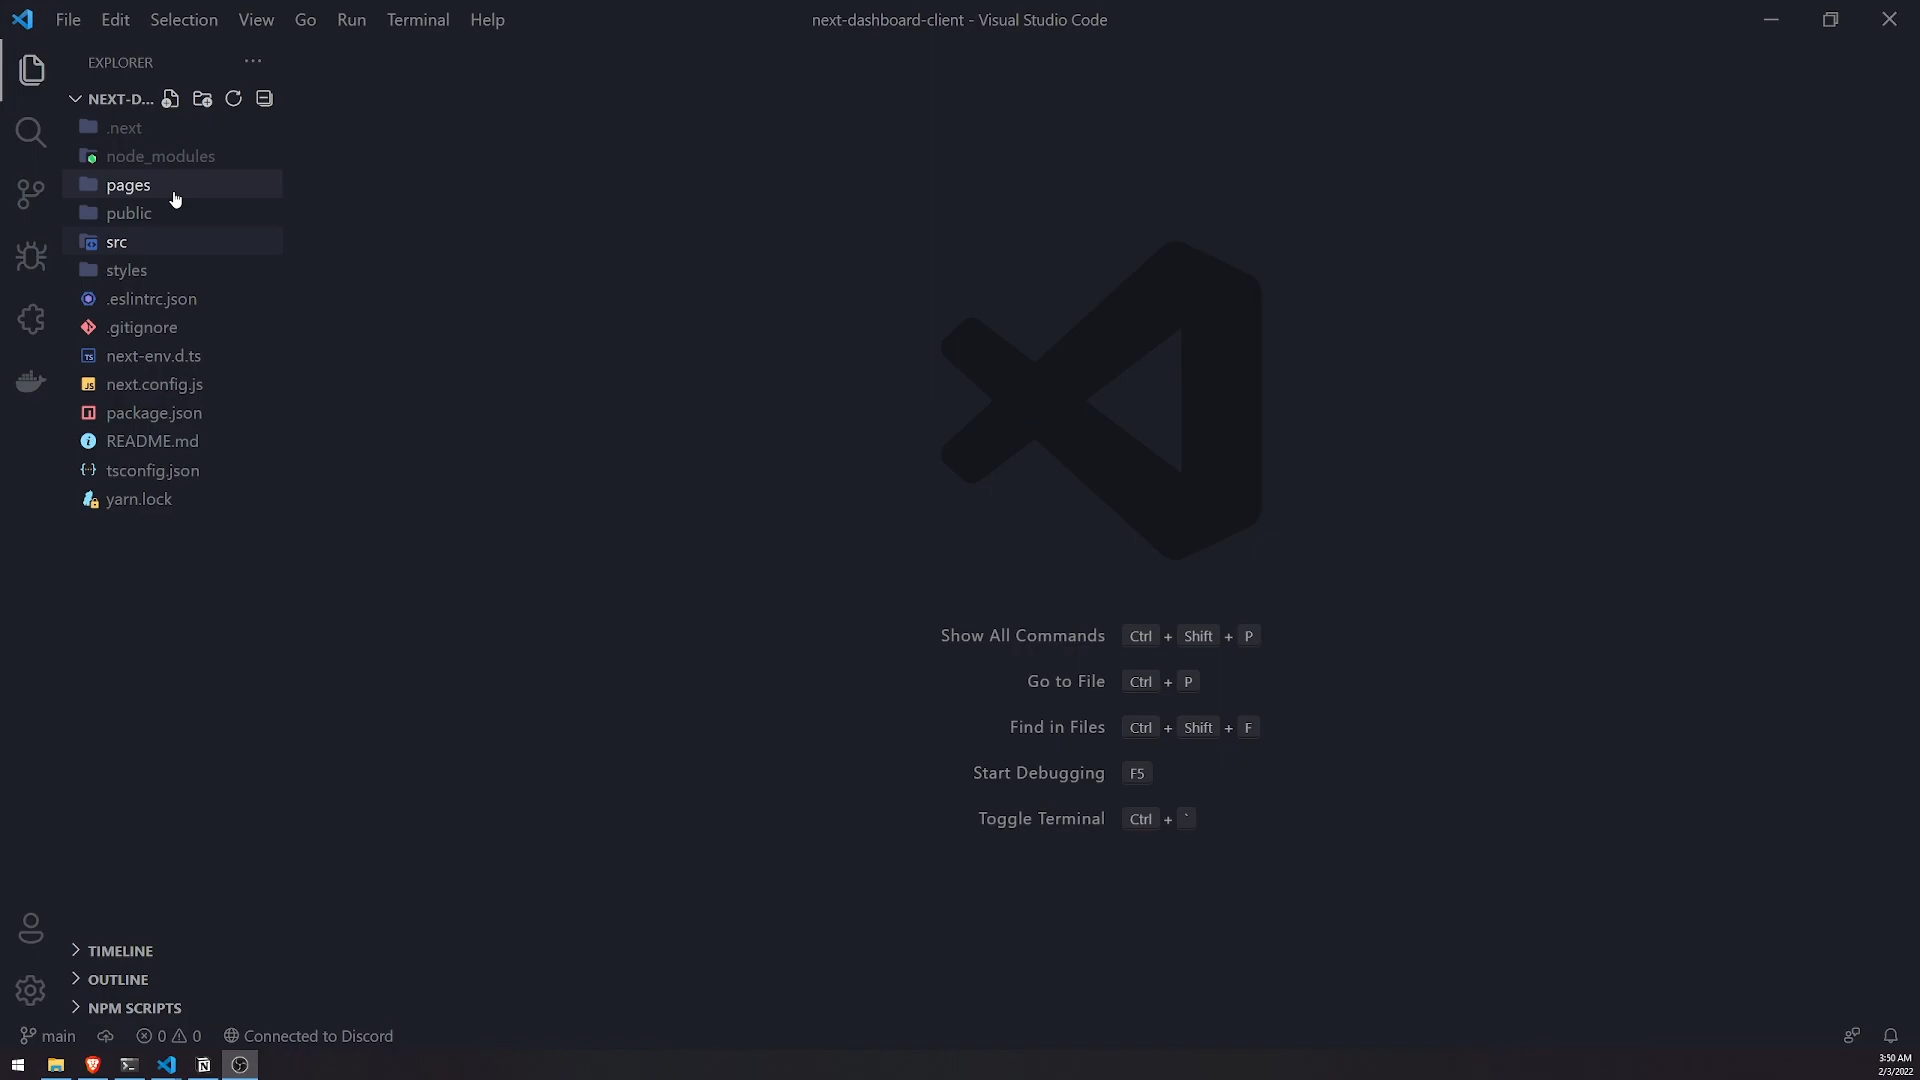 File Edit Selection View Go Run Terminal Help
next-dashboard-client - Visual Studio Code
EXPLORER
NEXT-D...
.next
node_modules
pages
public
src
styles
.eslintrc.json
.gitignore
next-env.d.ts
next.config.js
package.json
README.md
tsconfig.json
yarn.lock
Show All Commands Ctrl + Shift + P
Go to File Ctrl + P
Find in Files Ctrl + Shift + F
Start Debugging F5
Toggle Terminal Ctrl + `
TIMELINE
OUTLINE
NPM SCRIPTS
main 0 0 Connected to Discord
3:50 AM
2/3/2022